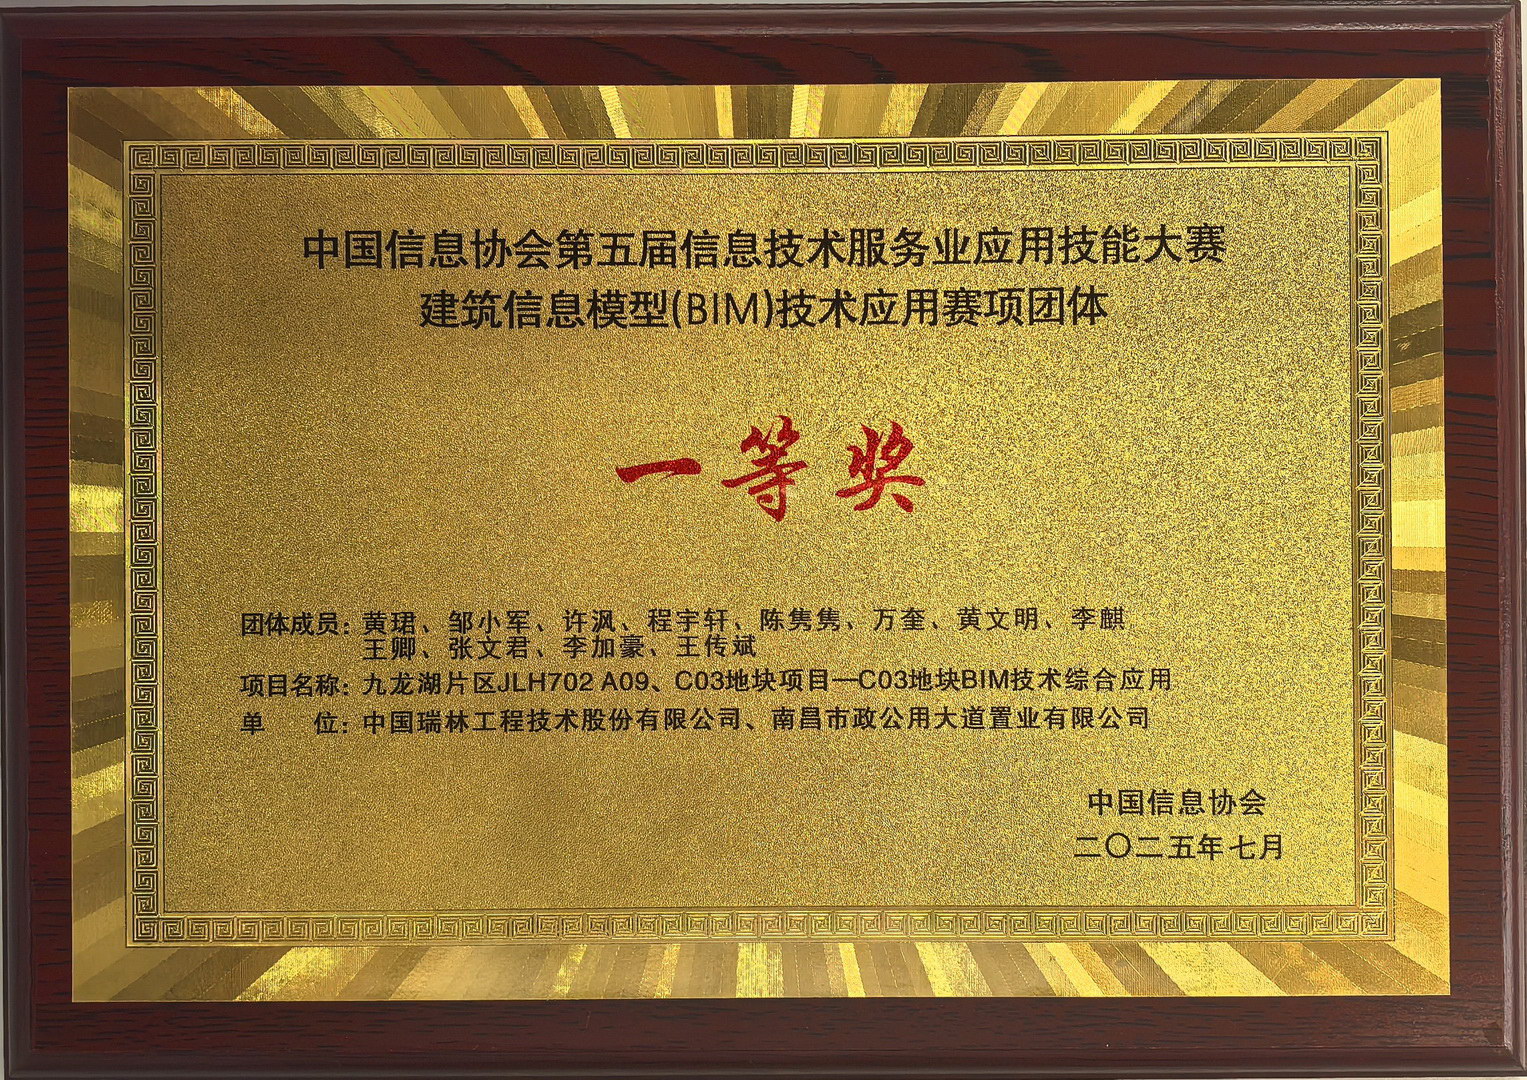 中国信息协会第五届信息技术服务业应用技能大赛
建筑信息模型(BIM)技术应用赛项团体
一等奖
团体成员：黄珺、邹小军、许沨、程宇轩、陈隽隽、万奎、黄文明、李麒
王卿、张文君、李加豪、王传斌
项目名称：九龙湖片区JLH702 A09、C03地块项目—C03地块BIM技术综合应用
单 位：中国瑞林工程技术股份有限公司、南昌市政公用大道置业有限公司
中国信息协会
二〇二五年七月